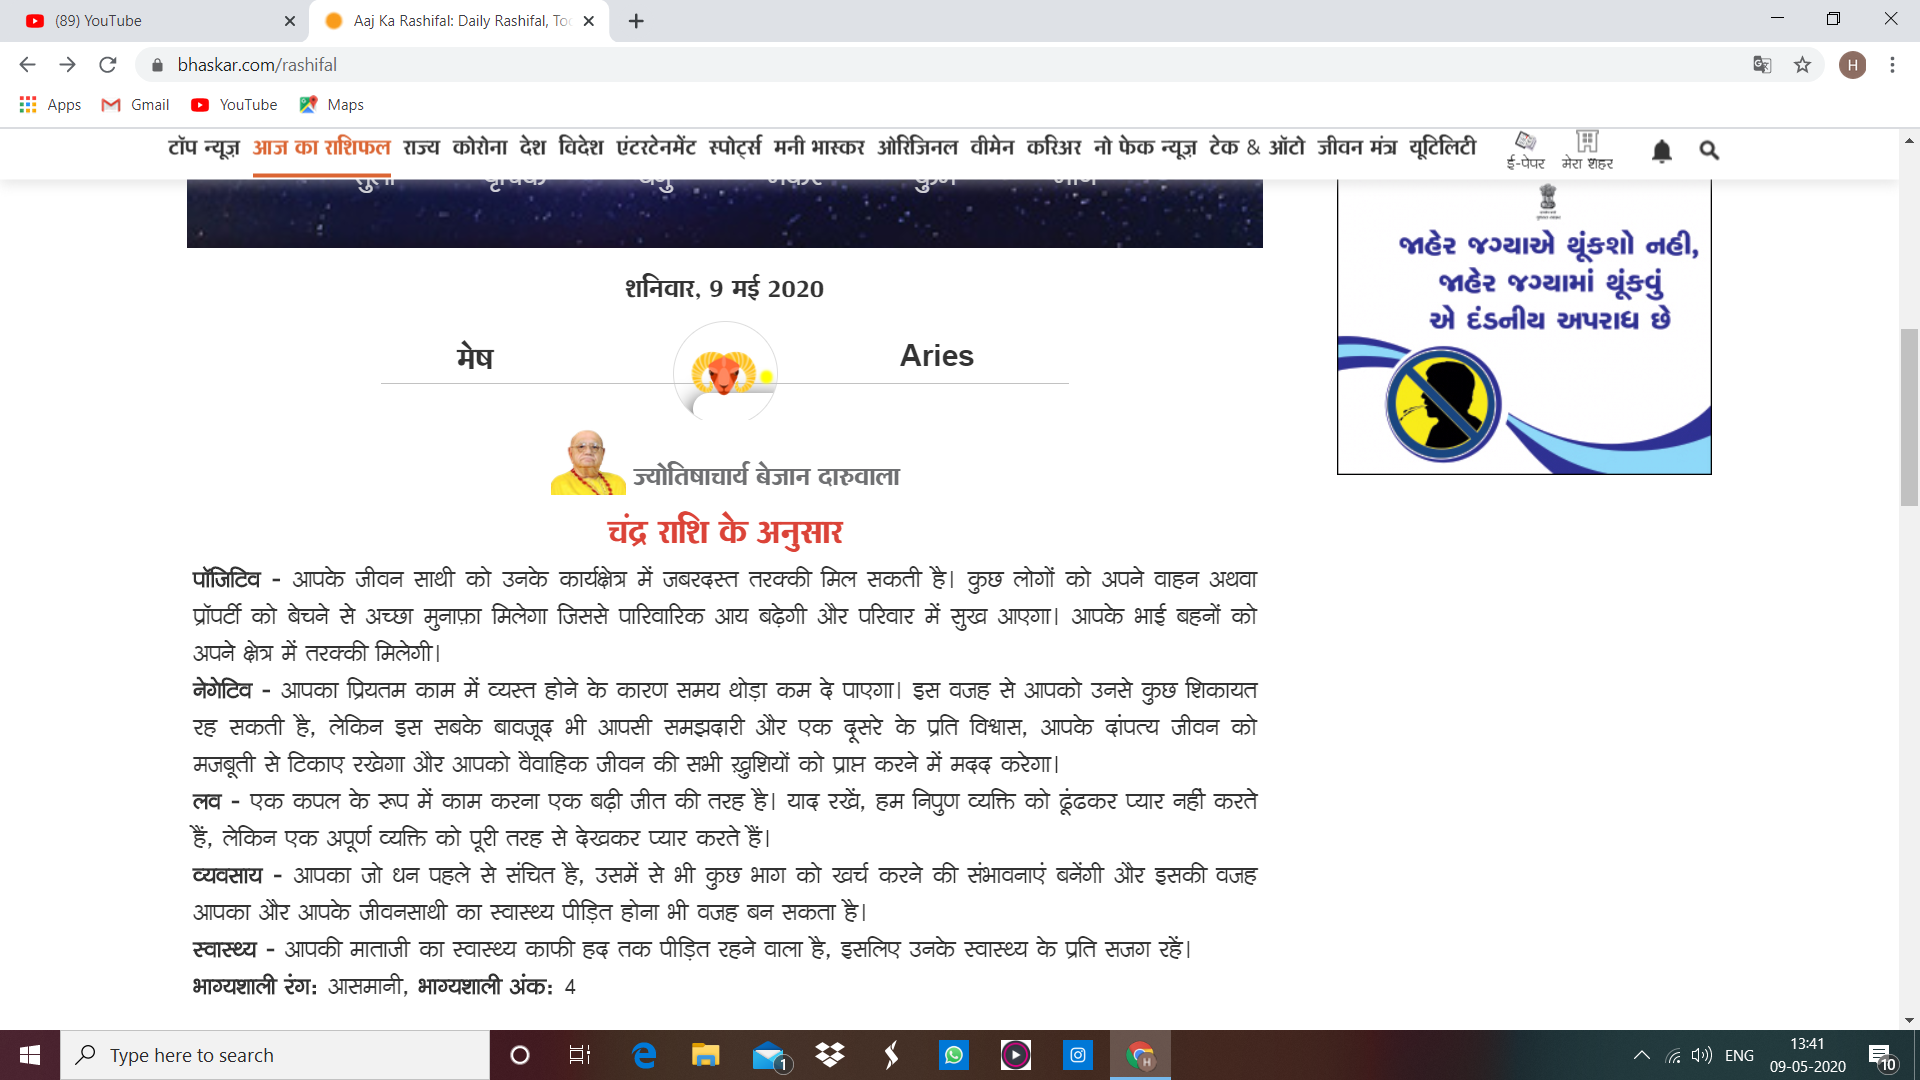 (89) YouTube
Aaj Ka Rashifal: Daily Rashifal, Too
bhaskar.com/rashifal
H
Apps Gmail YouTube Maps
टॉप न्यूज़ आज का राशिफल राज्य कोरोना देश विदेश एंटरटेनमेंट स्पोर्ट्स मनी भास्कर ओरिजिनल वीमेन करिअर नो फेक न्यूज़ टेक & ऑटो जीवन मंत्र यूटिलिटी ई-पेपर मेरा शहर
तुला वृश्चिक धनु मकर कुंभ मीन
જાહેર જગ્યાએ થૂંકશો નહી,
જાહેર જગ્યામાં થૂંકવું
એ દંડનીય અપરાધ છે
शनिवार, 9 मई 2020
मेष Aries
ज्योतिषाचार्य बेजान दारुवाला
चंद्र राशि के अनुसार
पॉजिटिव - आपके जीवन साथी को उनके कार्यक्षेत्र में जबरदस्त तरक्की मिल सकती है। कुछ लोगों को अपने वाहन अथवा
प्रॉपर्टी को बेचने से अच्छा मुनाफ़ा मिलेगा जिससे पारिवारिक आय बढ़ेगी और परिवार में सुख आएगा। आपके भाई बहनों को
अपने क्षेत्र में तरक्की मिलेगी।
नेगेटिव - आपका प्रियतम काम में व्यस्त होने के कारण समय थोड़ा कम दे पाएगा। इस वजह से आपको उनसे कुछ शिकायत
रह सकती है, लेकिन इस सबके बावजूद भी आपसी समझदारी और एक दूसरे के प्रति विश्वास, आपके दांपत्य जीवन को
मजबूती से टिकाए रखेगा और आपको वैवाहिक जीवन की सभी ख़ुशियों को प्राप्त करने में मदद करेगा।
लव - एक कपल के रूप में काम करना एक बढ़ी जीत की तरह है। याद रखें, हम निपुण व्यक्ति को ढूंढकर प्यार नहीं करते
हैं, लेकिन एक अपूर्ण व्यक्ति को पूरी तरह से देखकर प्यार करते हैं।
व्यवसाय - आपका जो धन पहले से संचित है, उसमें से भी कुछ भाग को खर्च करने की संभावनाएं बनेंगी और इसकी वजह
आपका और आपके जीवनसाथी का स्वास्थ्य पीड़ित होना भी वजह बन सकता है।
स्वास्थ्य - आपकी माताजी का स्वास्थ्य काफी हद तक पीड़ित रहने वाला है, इसलिए उनके स्वास्थ्य के प्रति सजग रहें।
भाग्यशाली रंग: आसमानी, भाग्यशाली अंक: 4
Type here to search
1
H
ENG
13:41
09-05-2020
10